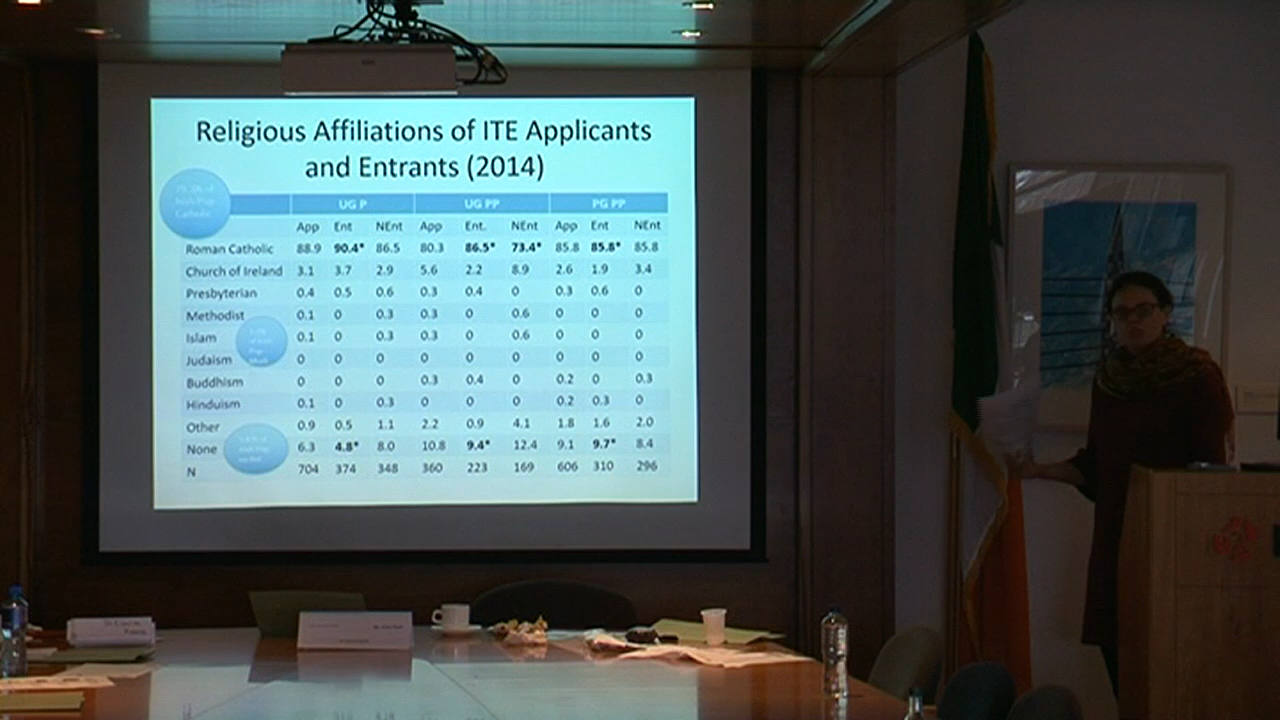 Religious Affiliations of ITE Applicants
and Entrants (2014)
UG P UG PP PG PP
App Ent NEnt App Ent. NEnt App Ent NEnt
Roman Catholic 88.9 90.4* 86.5 80.3 86.5* 73.4* 85.8 85.8* 85.8
Church of Ireland 3.1 3.7 2.9 5.6 2.2 8.9 2.6 1.9 3.4
Presbyterian 0.4 0.5 0.6 0.3 0.4 0 0.3 0.6 0
Methodist 0.1 0 0.3 0.3 0 0.6 0 0 0
Islam 0.1 0 0.3 0.3 0 0.6 0 0 0
Judaism 0 0 0 0 0 0 0 0 0
Buddhism 0 0 0 0.3 0.4 0 0.2 0 0.3
Hinduism 0.1 0 0.3 0 0 0 0.2 0.3 0
Other 0.9 0.5 1.1 2.2 0.9 4.1 1.8 1.6 2.0
None 6.3 4.8* 8.0 10.8 9.4* 12.4 9.1 9.7* 8.4
N 704 374 348 360 223 169 606 310 296